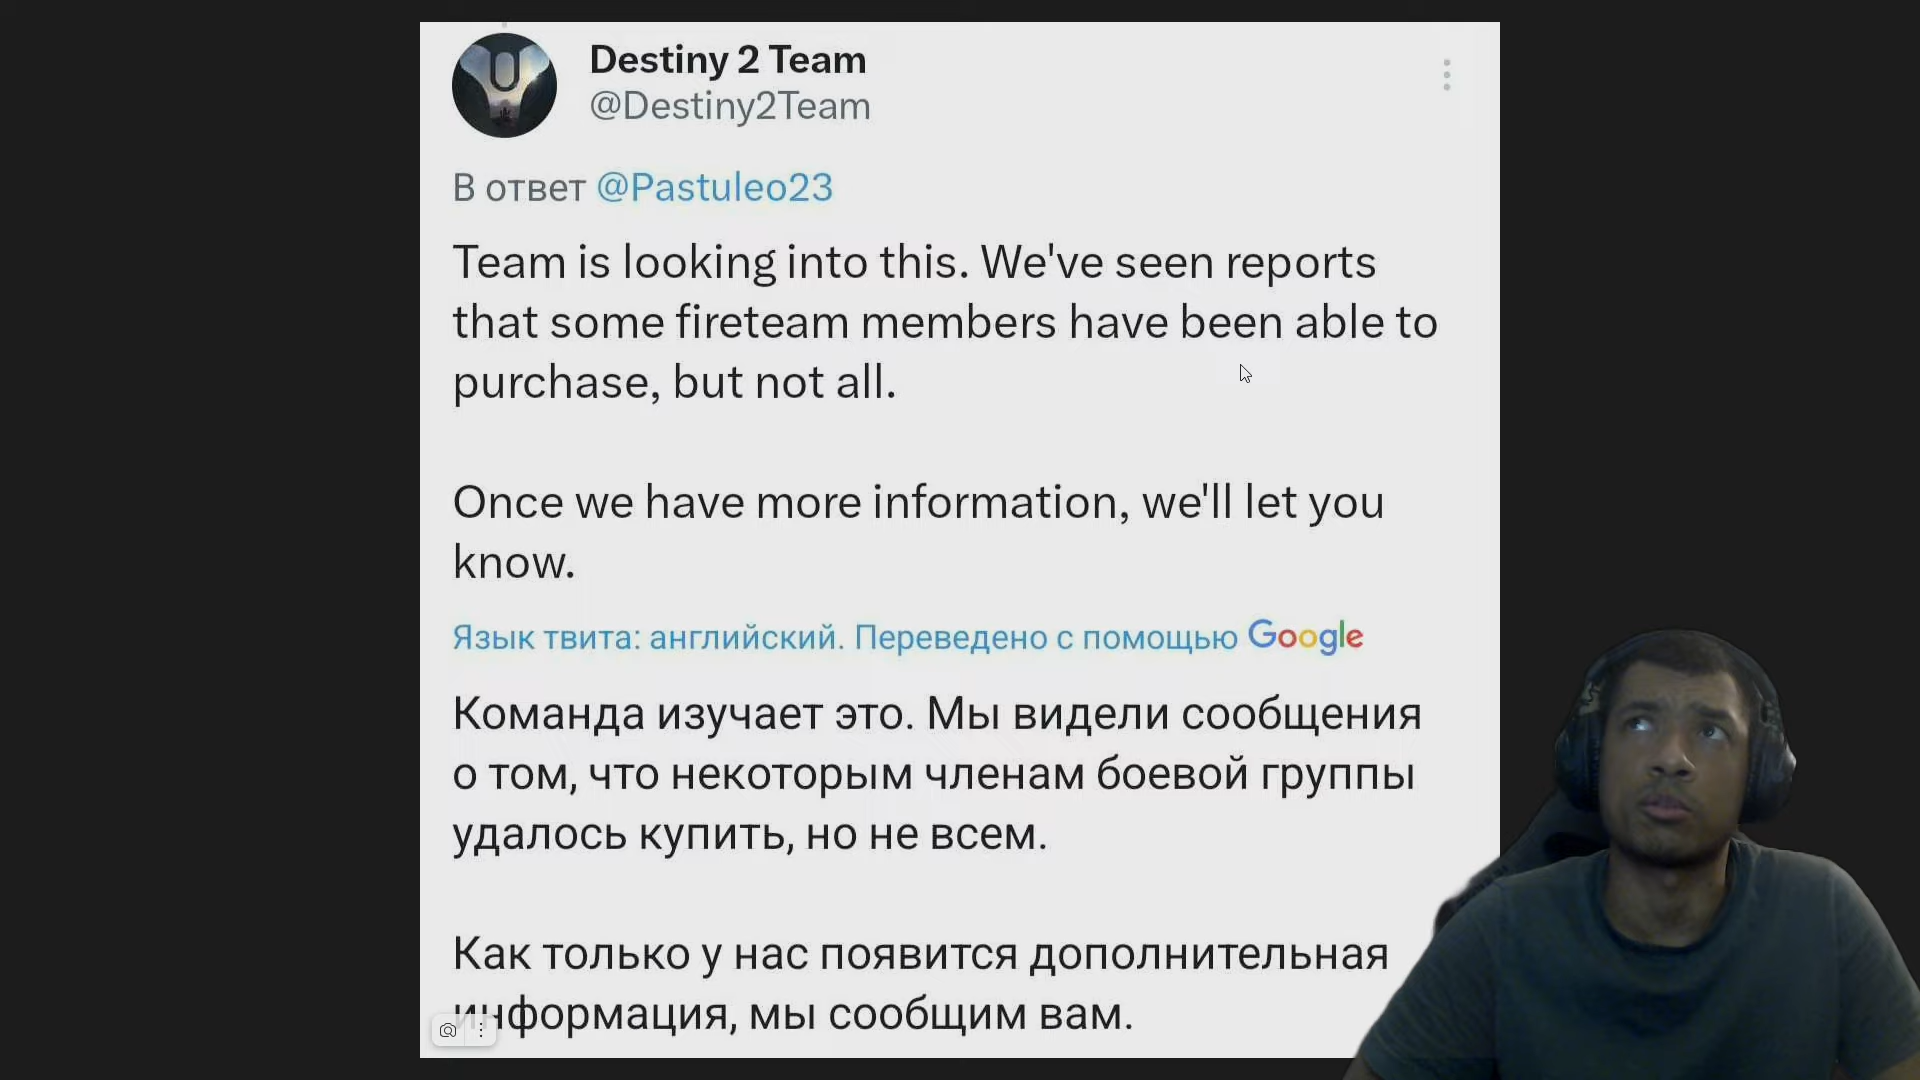 Destiny 2 Team
@Destiny2Team
В ответ @Pastuleo23
Team is looking into this. We've seen reports
that some fireteam members have been able to
purchase, but not all.
Once we have more information, we'll let you
know.
Язык твита: английский. Переведено с помощью Google
Команда изучает это. Мы видели сообщения
о том, что некоторым членам боевой группы
удалось купить, но не всем.
Как только у нас появится дополнительная
информация, мы сообщим вам.